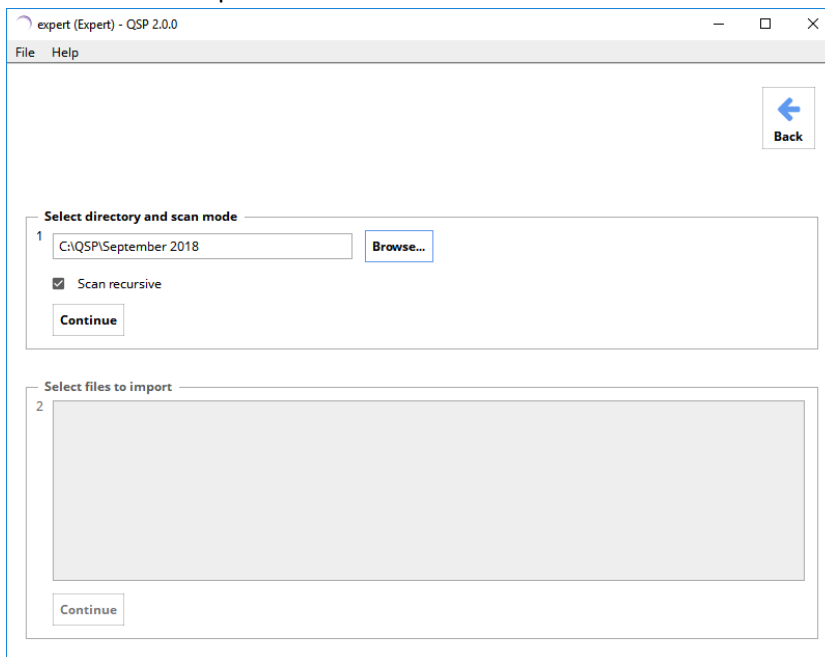 expert (Expert) - QSP 2.0.0
File Help
Back
Select directory and scan mode
1
C:\QSP\September 2018
Browse...
Scan recursive
Continue
Select files to import
2
Continue